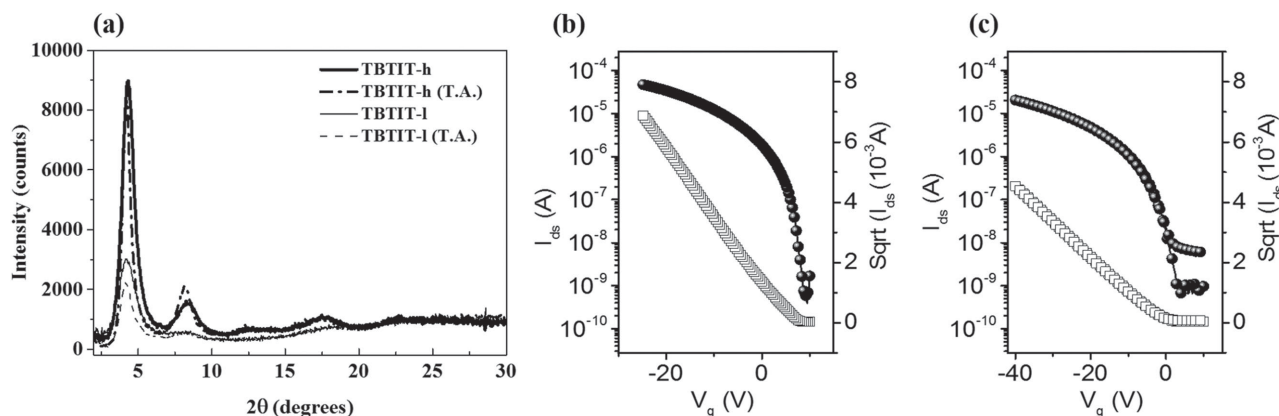 (a)
10000
8000
6000
4000
2000
0
Intensity (counts)
TBTIT-h
TBTIT-h (T.A.)
TBTIT-l
TBTIT-l (T.A.)
5 10 15 20 25 30
2θ (degrees)
(b)
10⁻⁴
10⁻⁵
10⁻⁶
10⁻⁷
10⁻⁸
10⁻⁹
10⁻¹⁰
I_ds (A)
8
6
4
2
0
Sqrt (I_ds (10⁻³A)
-20 0
V_g (V)
(c)
10⁻⁴
10⁻⁵
10⁻⁶
10⁻⁷
10⁻⁸
10⁻⁹
10⁻¹⁰
I_ds (A)
8
6
4
2
0
Sqrt (I_ds (10⁻³A)
-40 -20 0
V_g (V)